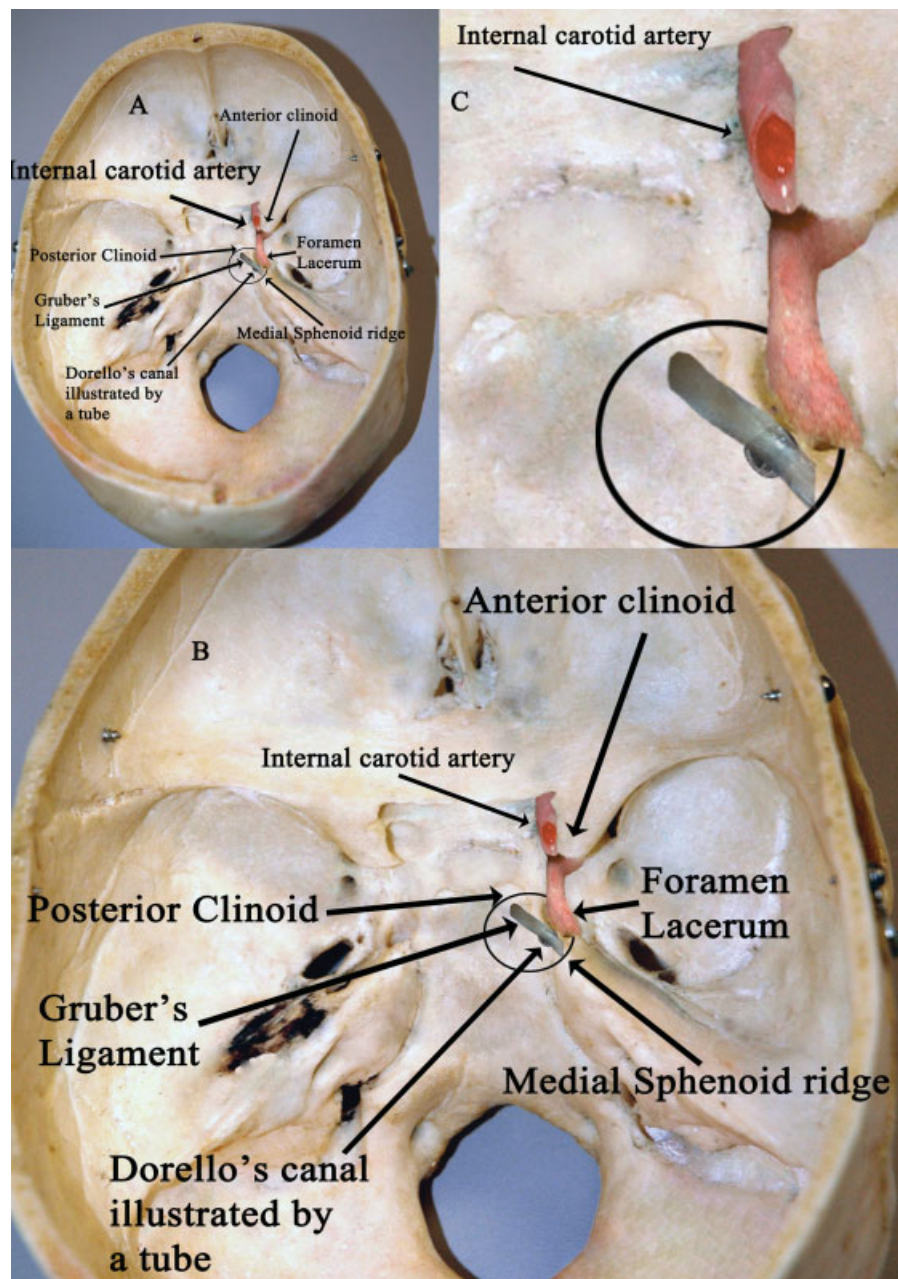 A
Anterior clinoid
Internal carotid artery
Posterior Clinoid
Foramen
Lacerum
Gruber's
Ligament
Medial Sphenoid ridge
Dorello's canal
illustrated by
a tube
Internal carotid artery
C
B
Anterior clinoid
Internal carotid artery
Posterior Clinoid
Foramen
Lacerum
Gruber's
Ligament
Medial Sphenoid ridge
Dorello's canal
illustrated by
a tube